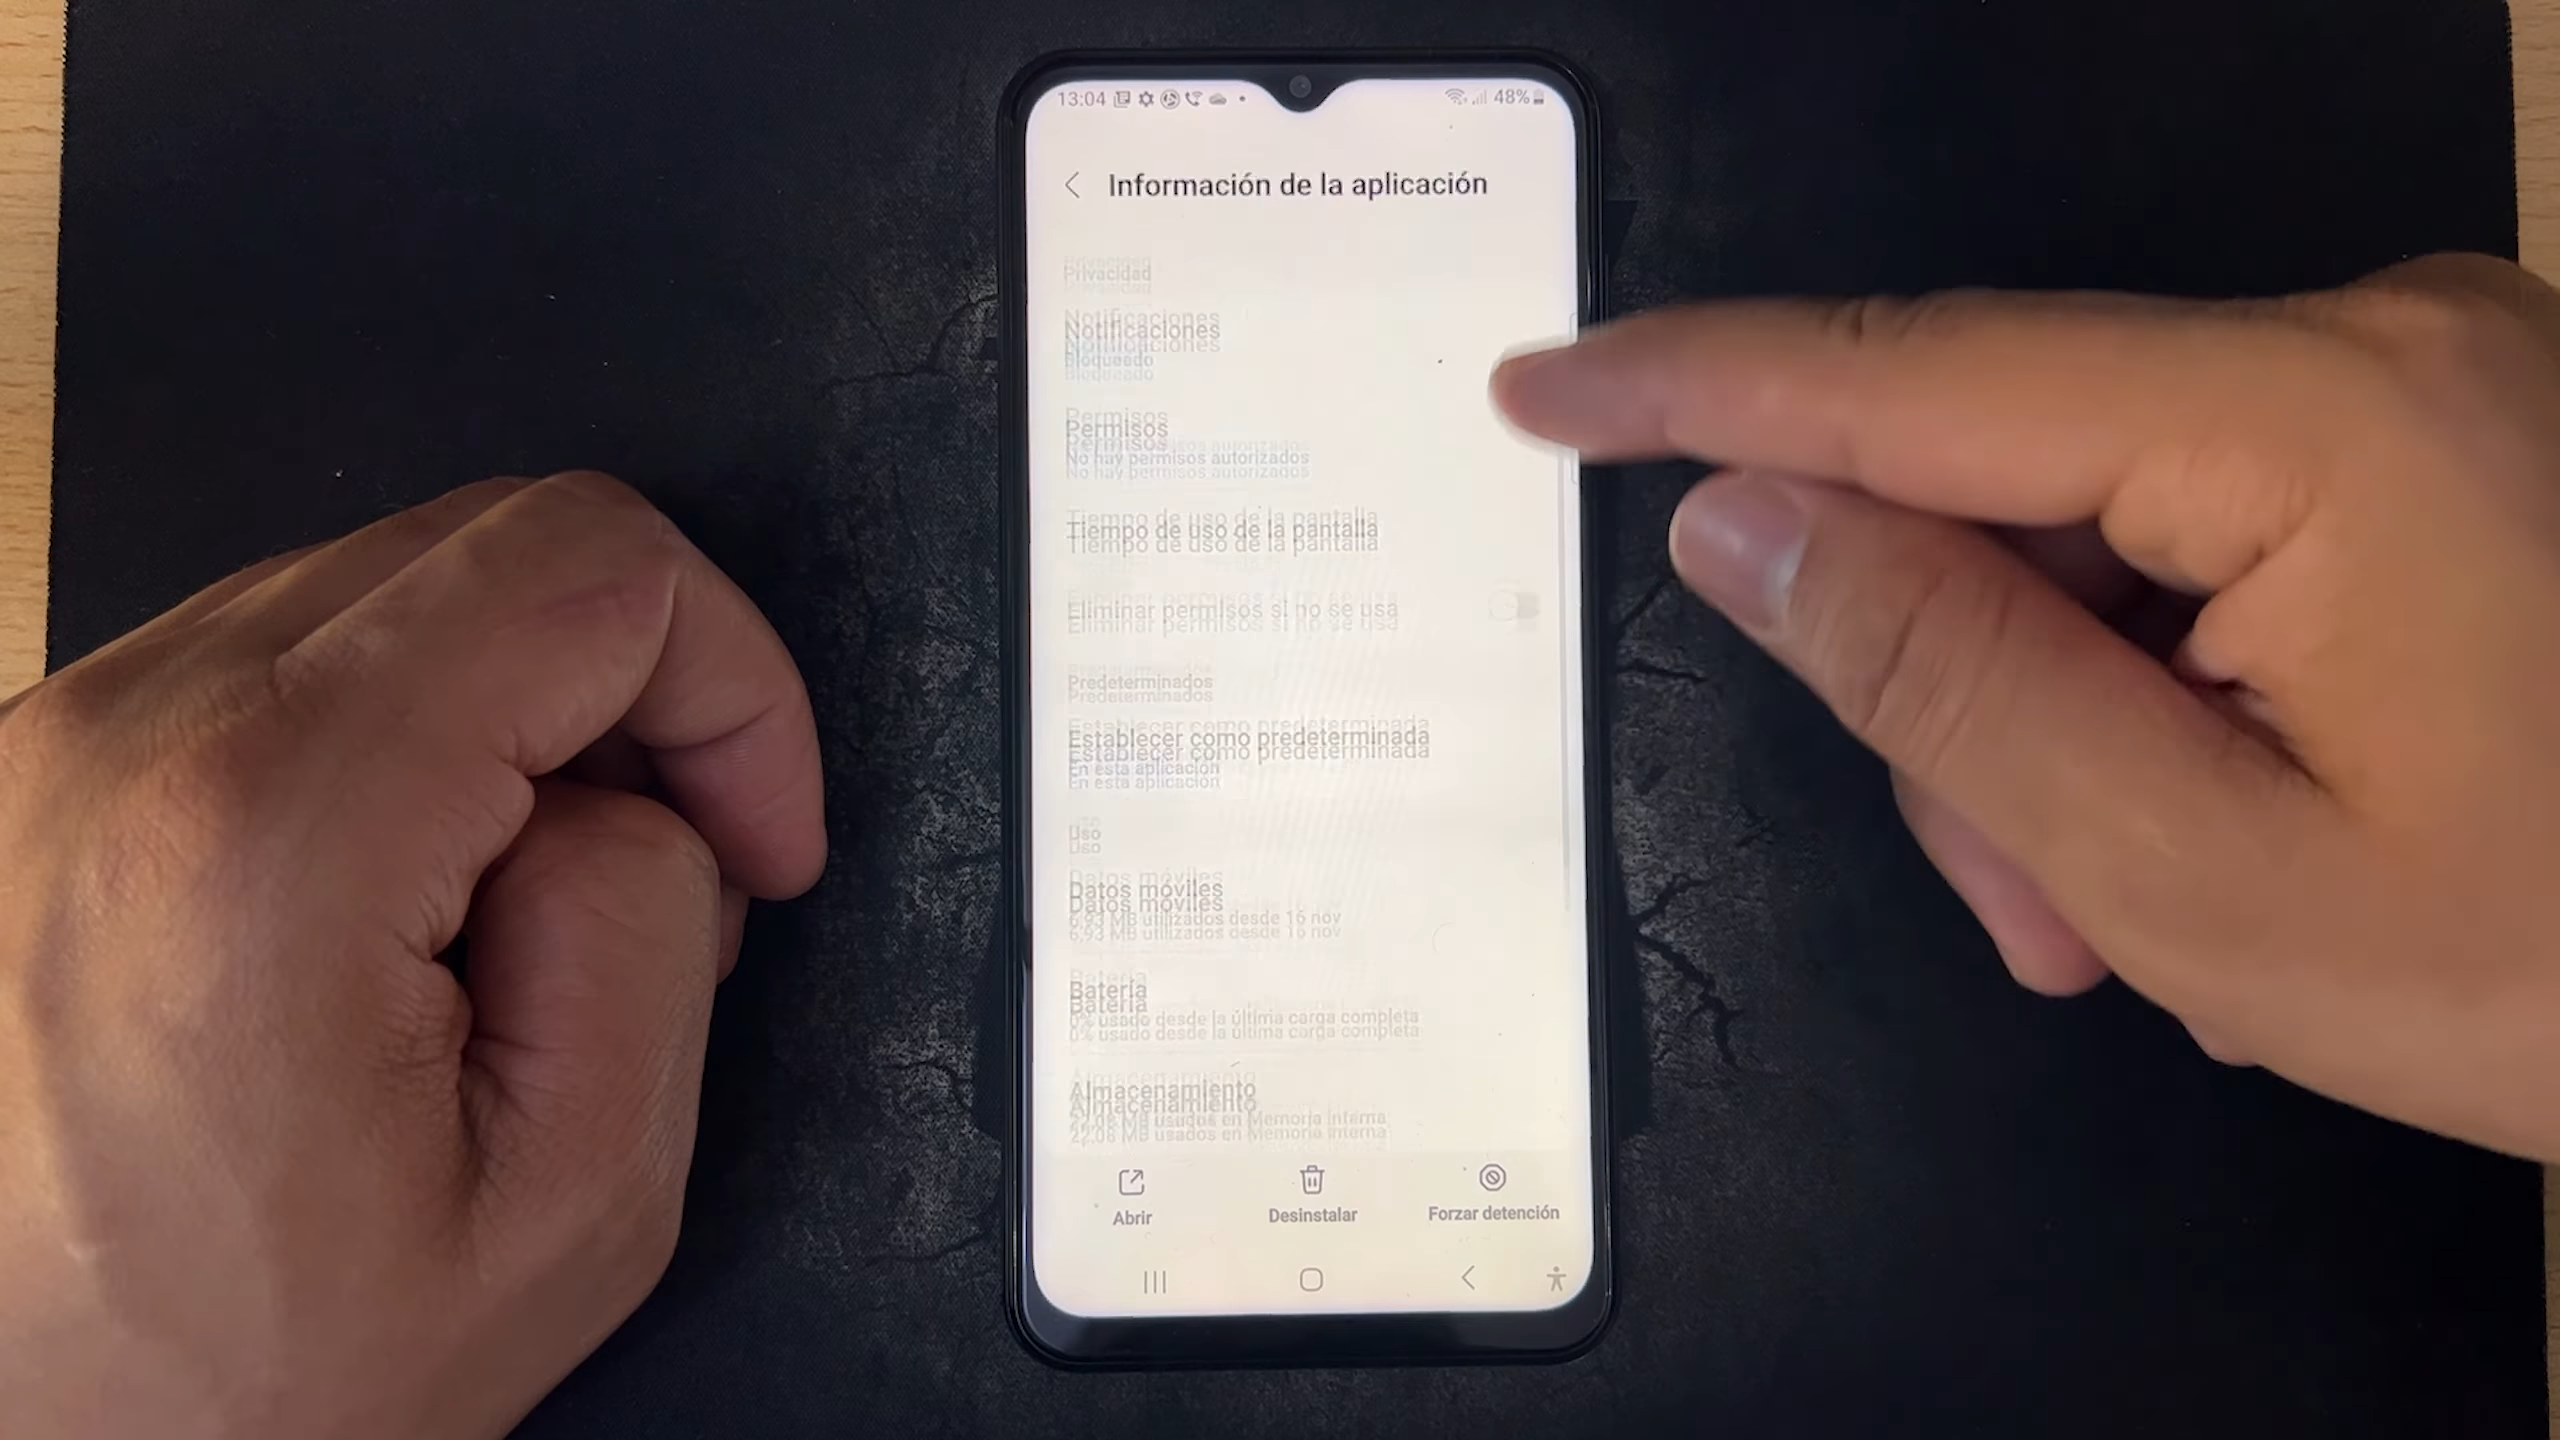 13:04
48%
Información de la aplicación
Privacidad
Notificaciones
Bloqueado
Permisos
No hay permisos autorizados
Tiempo de uso de la pantalla
Eliminar permisos si no se usa
Predeterminados
Establecer como predeterminada
En esta aplicación
Uso
Datos móviles
6,93 MB utilizados desde 16 nov
Batería
0% usado desde la última carga completa
Almacenamiento
22,06 MB usados en Memoria interna
Abrir
Desinstalar
Forzar detención